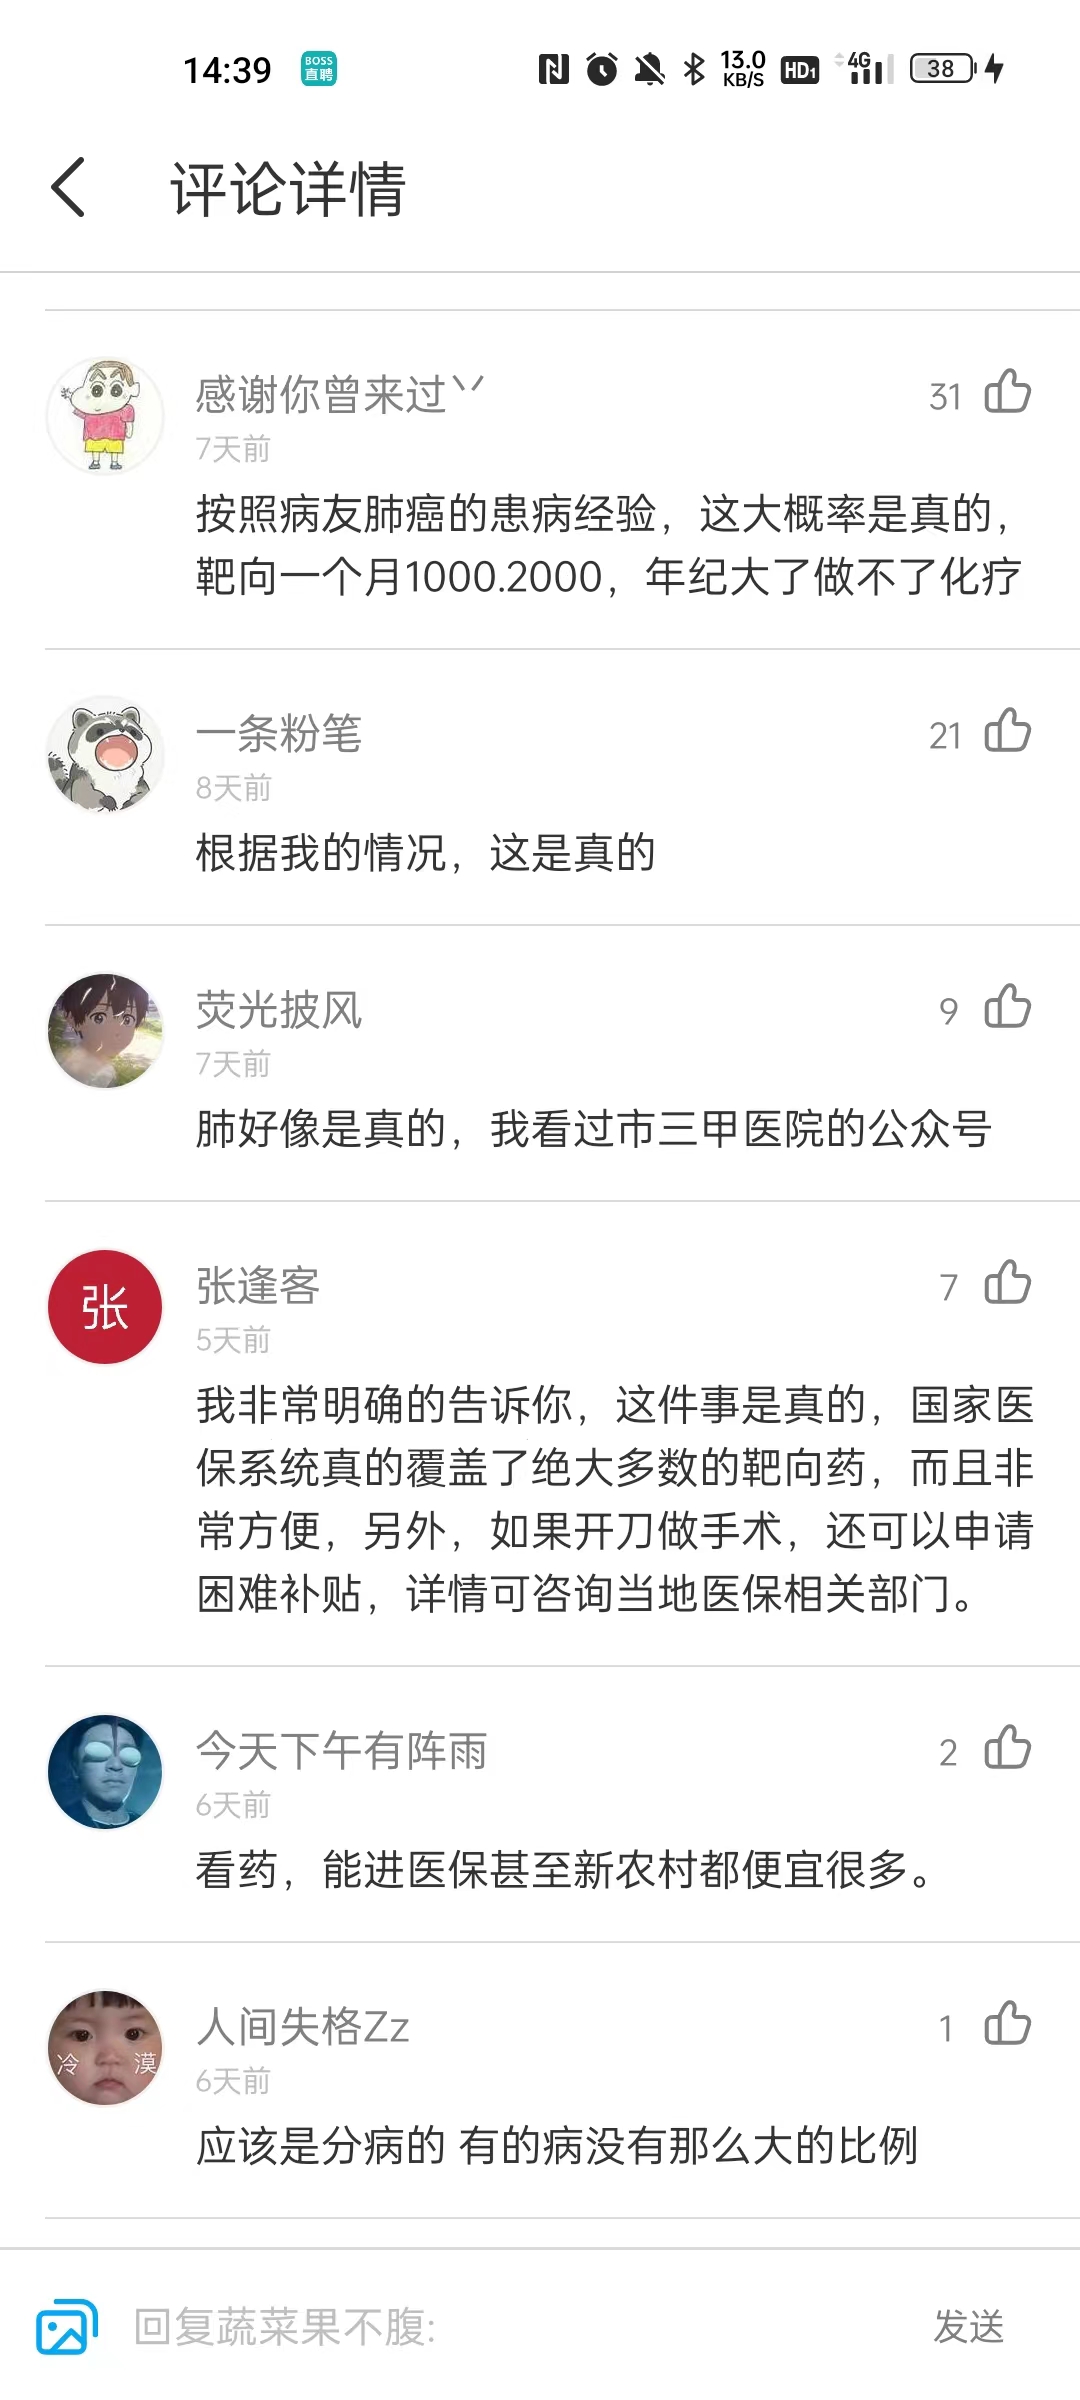 14:39 BOSS 直聘 13.0 KB/S HD1 4G 38
评论详情
感谢你曾来过丷 31
7天前
按照病友肺癌的患病经验，这大概率是真的，
靶向一个月1000.2000，年纪大了做不了化疗
一条粉笔 21
8天前
根据我的情况，这是真的
荧光披风 9
7天前
肺好像是真的，我看过市三甲医院的公众号
张 张逢客 7
5天前
我非常明确的告诉你，这件事是真的，国家医
保系统真的覆盖了绝大多数的靶向药，而且非
常方便，另外，如果开刀做手术，还可以申请
困难补贴，详情可咨询当地医保相关部门。
今天下午有阵雨 2
6天前
看药，能进医保甚至新农村都便宜很多。
人间失格Zz 1
冷 漠
6天前
应该是分病的 有的病没有那么大的比例
回复蔬菜果不腹: 发送